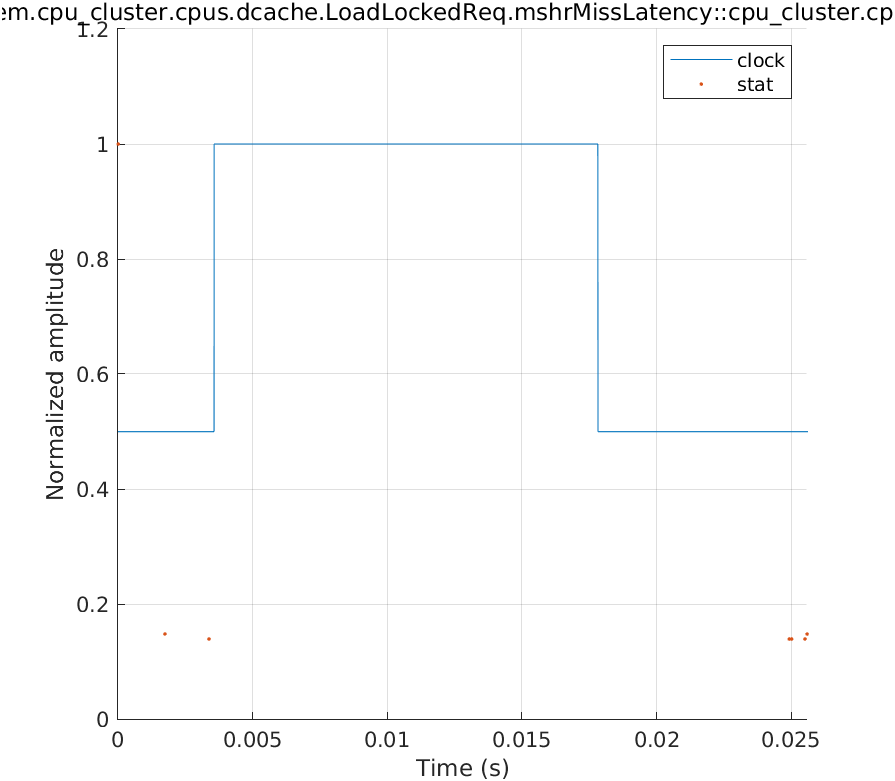 em.cpu_cluster.cpus.dcache.LoadLockedReq.mshrMissLatency::cpu_cluster.cp
1.2
clock
stat
1
0.8
0.6
0.4
0.2
0
Normalized amplitude
0 0.005 0.01 0.015 0.02 0.025
Time (s)